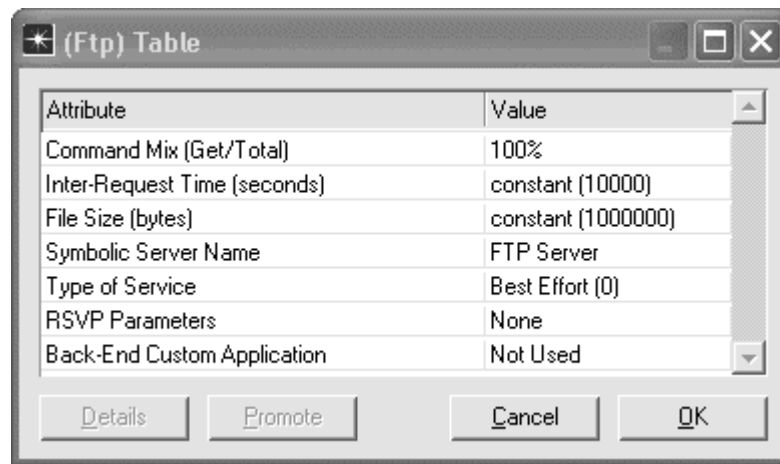 (Ftp) Table
Attribute Value
Command Mix (Get/Total) 100%
Inter-Request Time (seconds) constant (10000)
File Size (bytes) constant (1000000)
Symbolic Server Name FTP Server
Type of Service Best Effort (0)
RSVP Parameters None
Back-End Custom Application Not Used
Details Promote Cancel OK